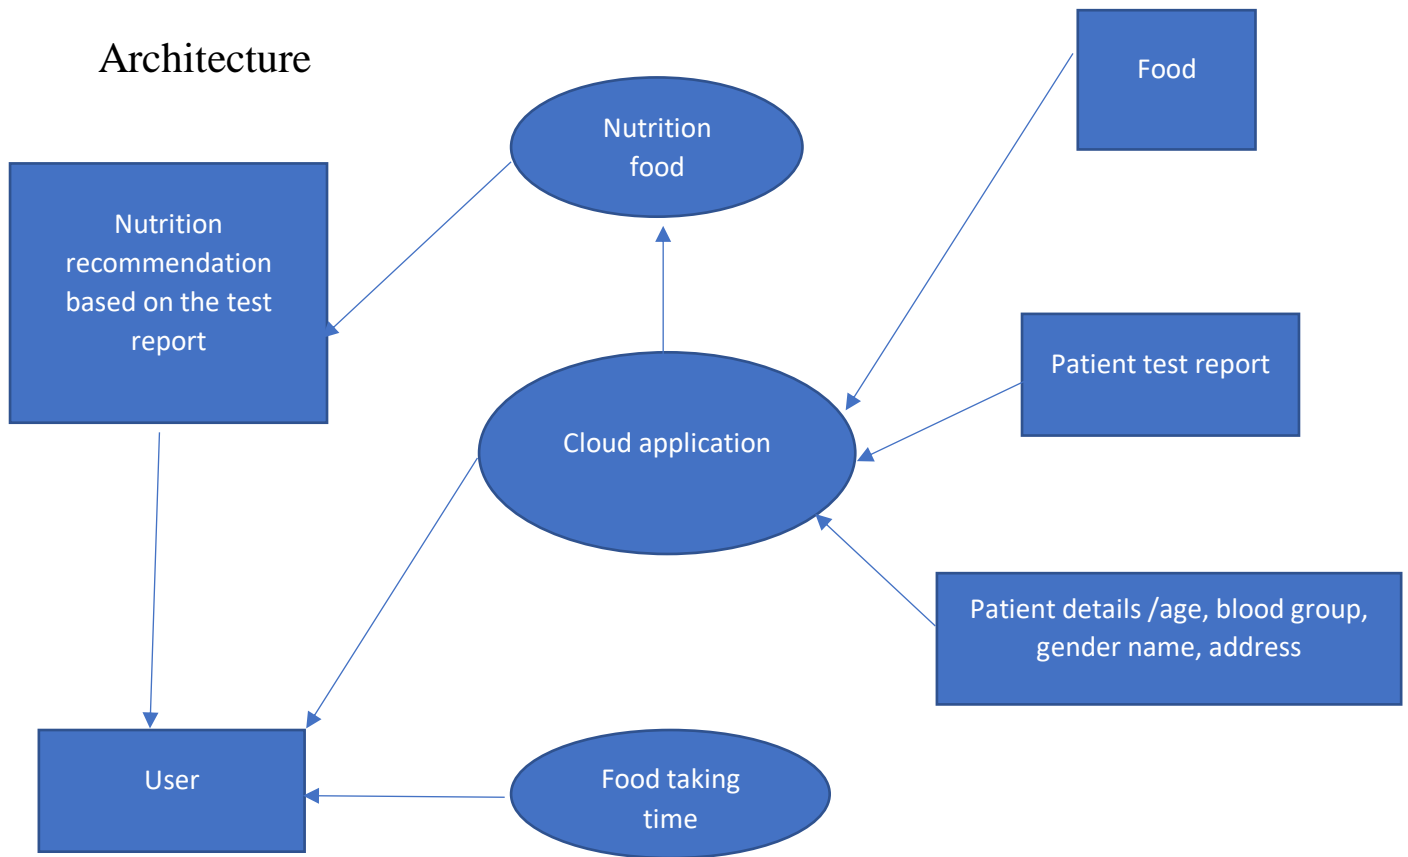 Architecture
Food
Nutrition
food
Nutrition
recommendation
based on the test
report
Patient test report
Cloud application
Patient details /age, blood group,
gender name, address
User
Food taking
time